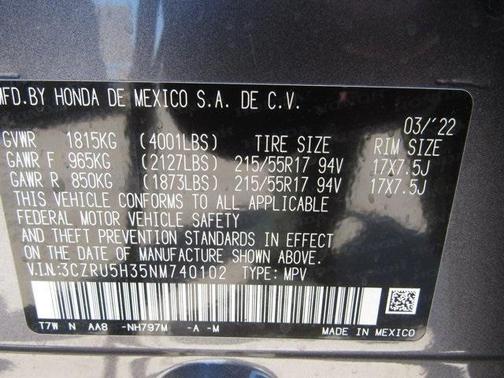 MFD.BY HONDA DE MEXICO S.A. DE C.V.
03/'22
GVWR 1815KG (4001LBS) TIRE SIZE RIM SIZE
GAWR F 965KG (2127LBS) 215/55R17 94V 17X7.5J
GAWR R 850KG (1873LBS) 215/55R17 94V 17X7.5J
THIS VEHICLE CONFORMS TO ALL APPLICABLE
FEDERAL MOTOR VEHICLE SAFETY
AND THEFT PREVENTION STANDARDS IN EFFECT
ON THE DATE OF MANUFACTURE SHOWN ABOVE.
V.I.N:3CZRU5H35NM740102 TYPE: MPV
T7W N AA8 -NH797M -A -M
MADE IN MEXICO